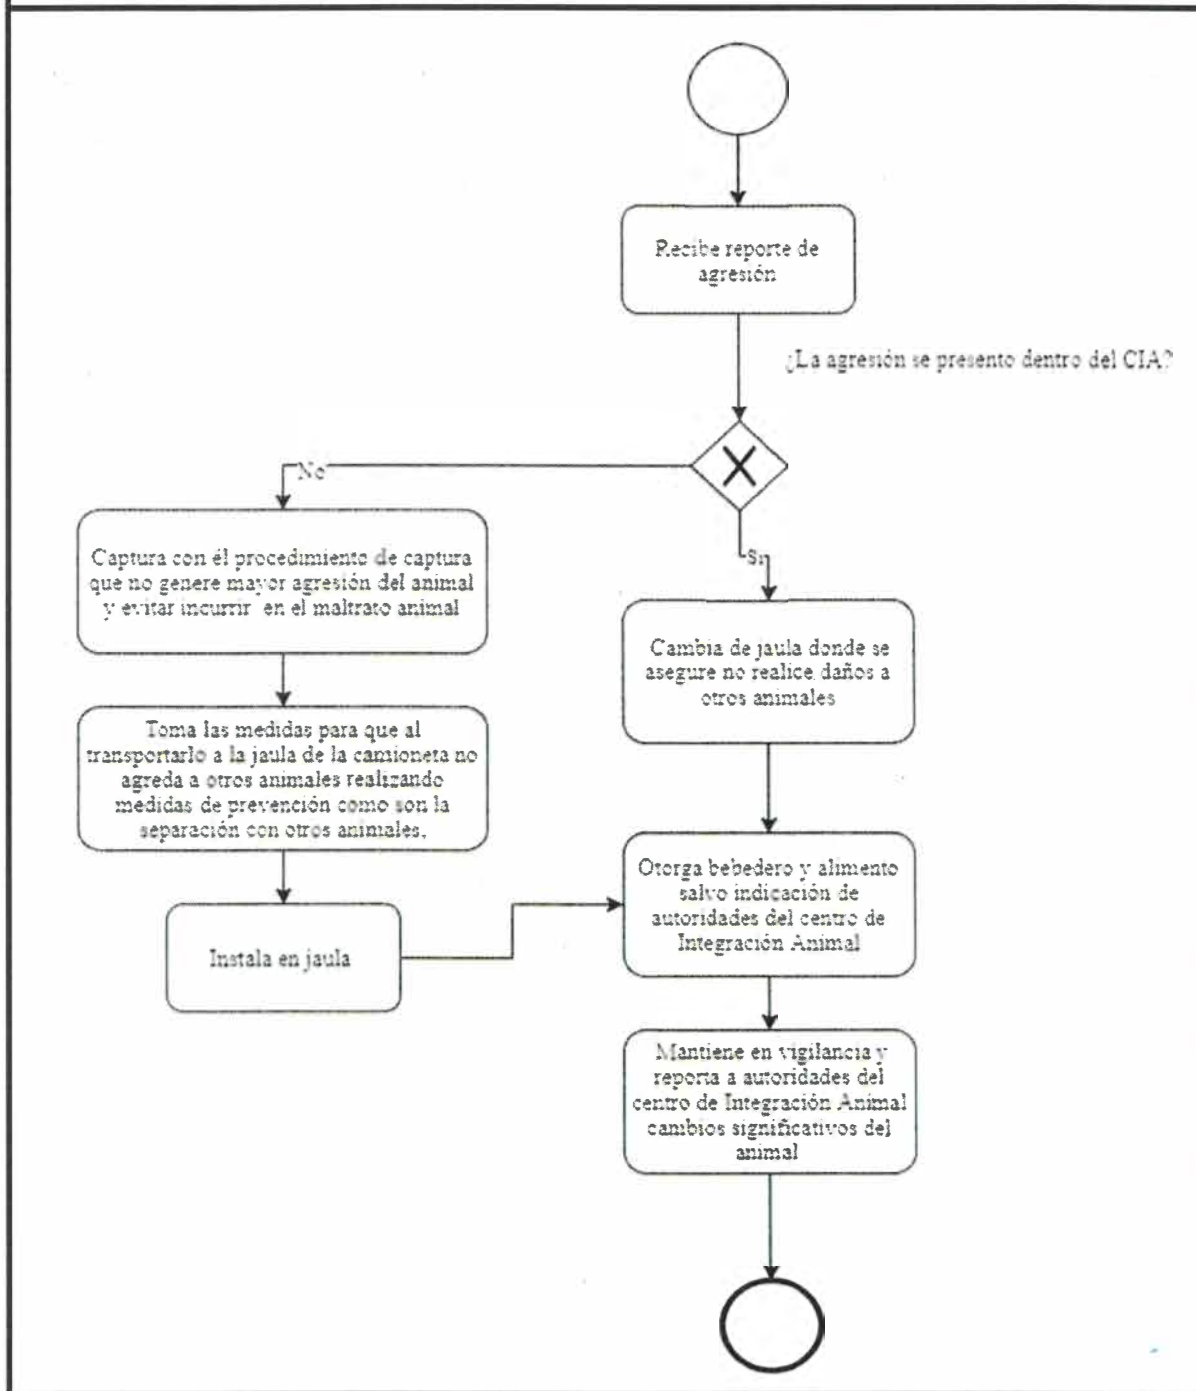 Recibe reporte de
agresión
¿La agresión se presento dentro del CIA?
No
Si
Captura con él procedimiento de captura
que no genere mayor agresión del animal
y evitar incurrir en el maltrato animal
Cambia de jaula donde se
asegure no realice daños a
otros animales
Toma las medidas para que al
transportarlo a la jaula de la camioneta no
agreda a otros animales realizando
medidas de prevención como son la
separación con otros animales.
Otorga bebedero y alimento
salvo indicación de
autoridades del centro de
Integración Animal
Instala en jaula
Mantiene en vigilancia y
reporta a autoridades del
centro de Integración Animal
cambios significativos del
animal